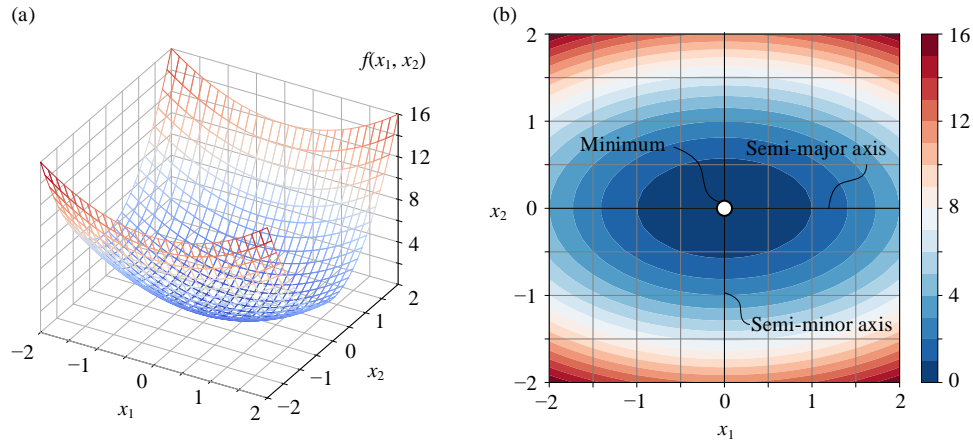 (a)
f(x₁, x₂)
16
12
8
4
2
1
0
−1
−2
x₂
−2
−1
0
1
2
x₁
(b)
2
1
0
−1
−2
x₂
Minimum
Semi-major axis
Semi-minor axis
−2 −1 0 1 2
x₁
16
12
8
4
0